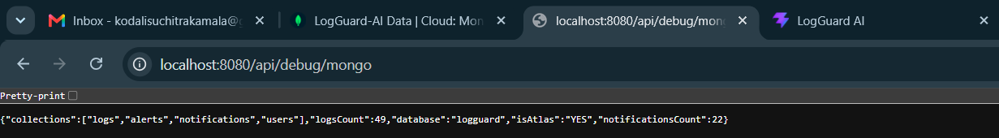 Inbox - kodalisuchitrakamala@g
LogGuard-AI Data | Cloud: Mon
localhost:8080/api/debug/mon
LogGuard AI
localhost:8080/api/debug/mongo
Pretty-print
{"collections":["logs","alerts","notifications","users"],"logsCount":49,"database":"logguard","isAtlas":"YES","notificationsCount":22}